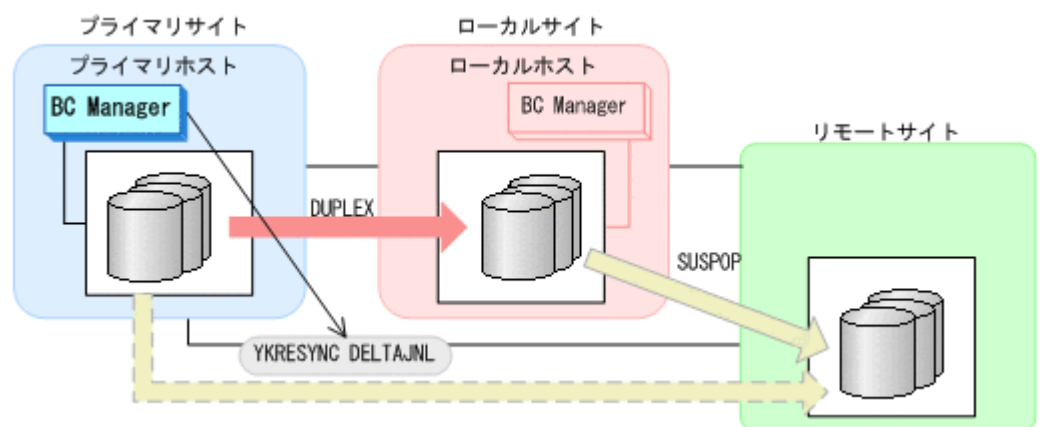 プライマリサイト
ローカルサイト
プライマリホスト
ローカルホスト
BC Manager
BC Manager
リモートサイト
DUPLEX
SUSPOP
YKRESYNC DELTAJNL